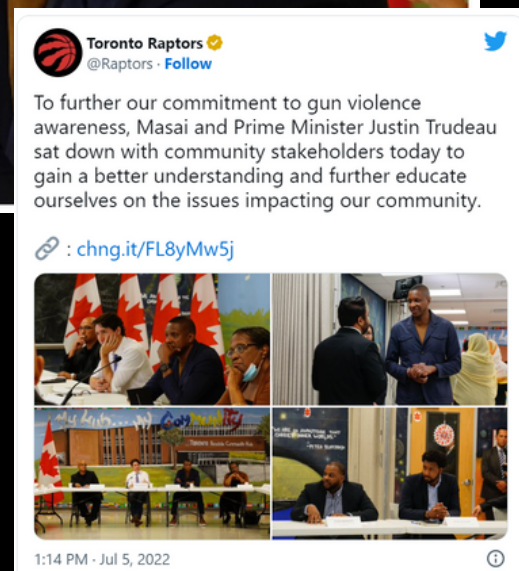 Toronto Raptors
@Raptors · Follow
To further our commitment to gun violence
awareness, Masai and Prime Minister Justin Trudeau
sat down with community stakeholders today to
gain a better understanding and further educate
ourselves on the issues impacting our community.
: chng.it/FL8yMw5j
Community
1:14 PM · Jul 5, 2022